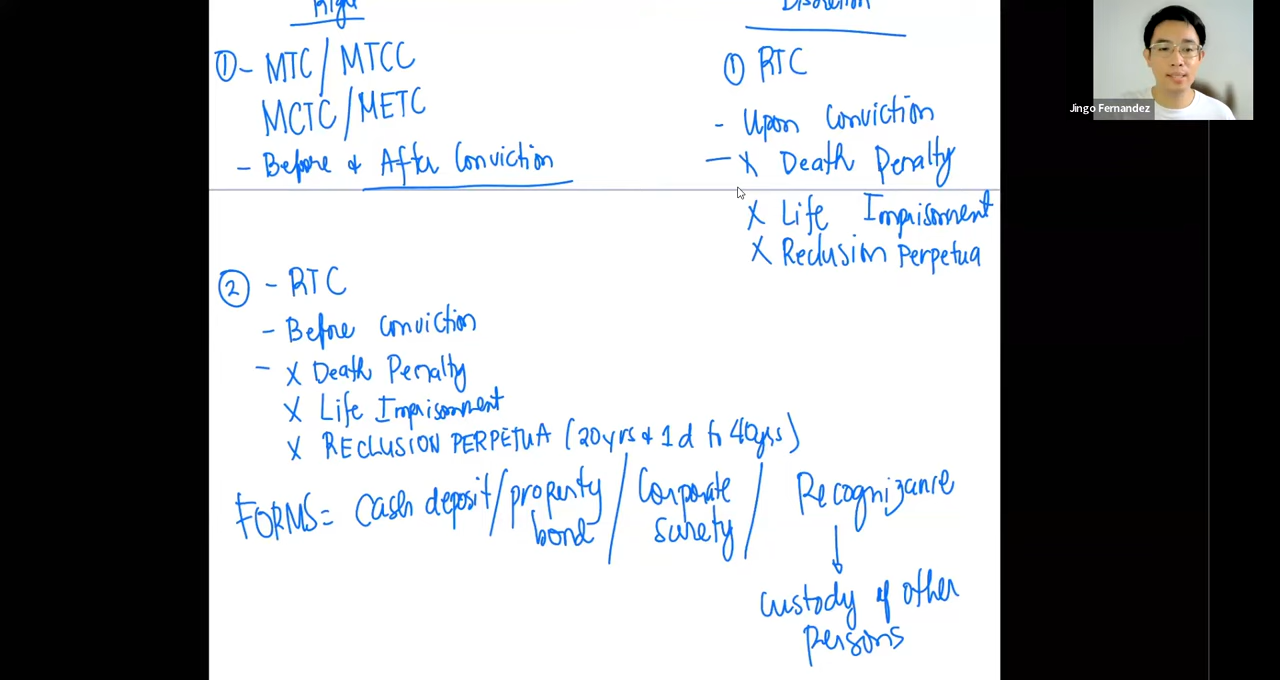 Right
① - MTC / MTCC
MCTC / METC
- Before & After Conviction
② - RTC
- Before conviction
- X Death Penalty
X Life Imprisonment
X RECLUSION PERPETUA (20yrs & 1d to 40yrs)
Discretion
① RTC
- Upon Conviction
- X Death Penalty
X Life Imprisonment
X Reclusion Perpetua
FORMS = Cash deposit / property bond / Corporate surety / Recognizance
↓
Custody of other
persons
Jingo Fernandez